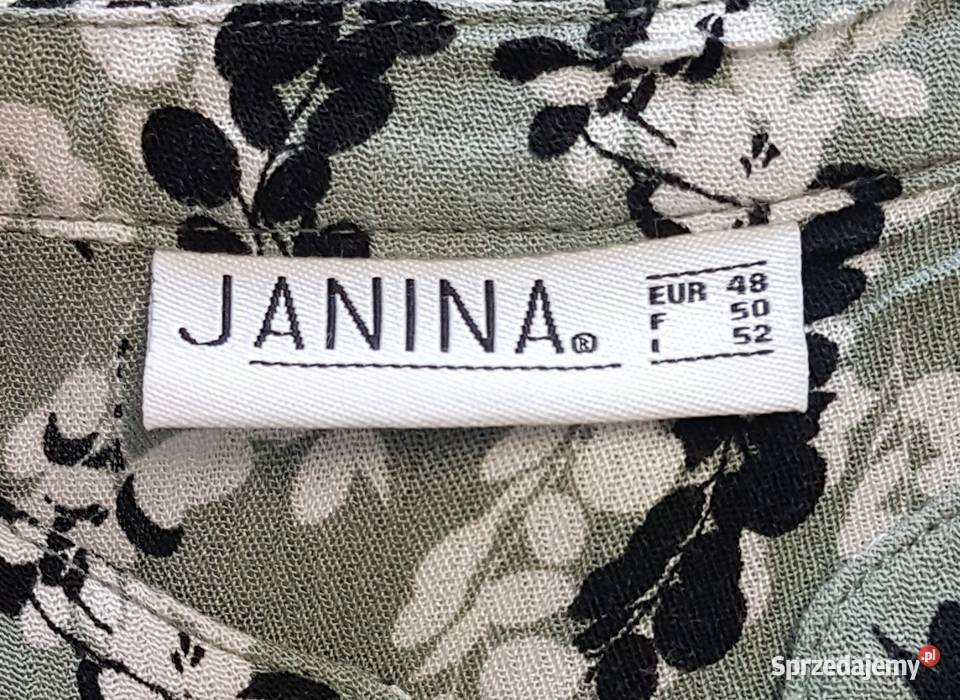 JANINA®
EUR 48
F 50
I 52
Sprzedajemy.pl